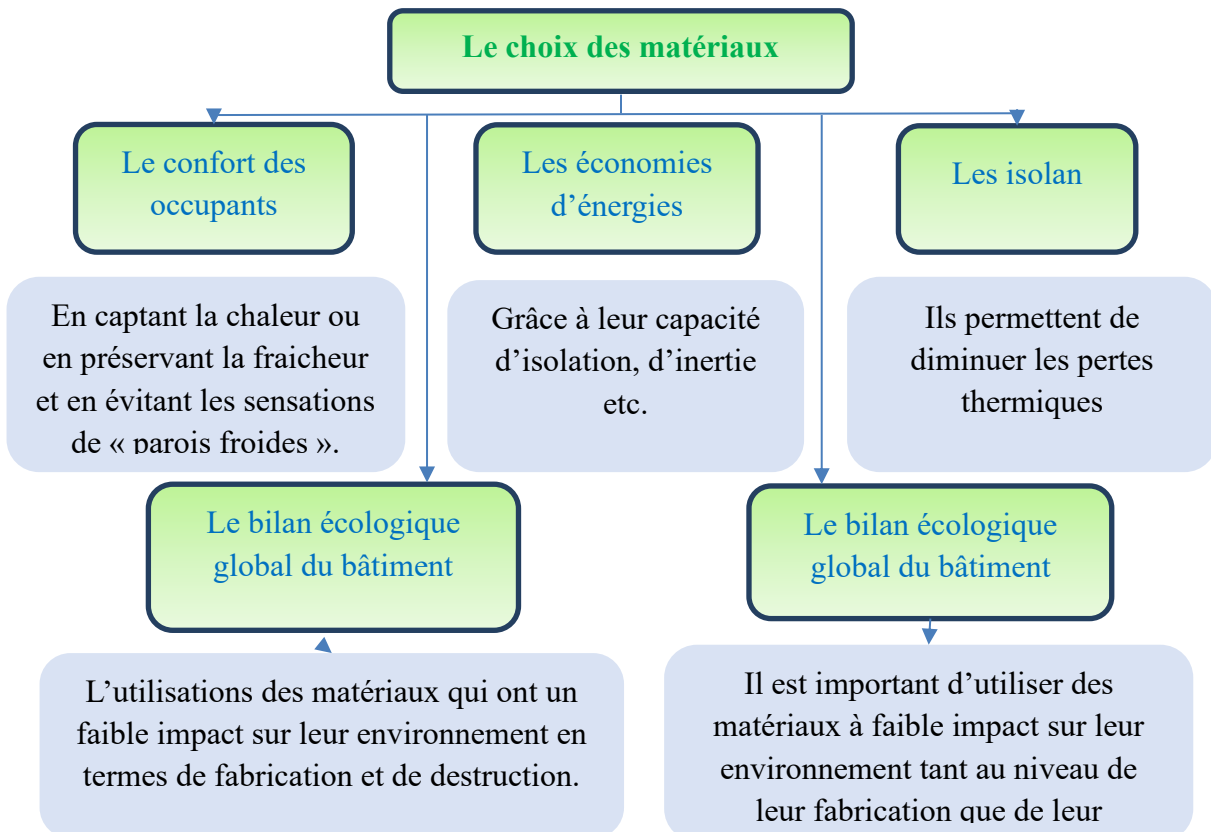 Le choix des matériaux
Le confort des
occupants
Les économies
d’énergies
Les isolan
En captant la chaleur ou
en préservant la fraicheur
et en évitant les sensations
de « parois froides ».
Grâce à leur capacité
d’isolation, d’inertie
etc.
Ils permettent de
diminuer les pertes
thermiques
Le bilan écologique
global du bâtiment
Le bilan écologique
global du bâtiment
L’utilisations des matériaux qui ont un
faible impact sur leur environnement en
termes de fabrication et de destruction.
Il est important d’utiliser des
matériaux à faible impact sur leur
environnement tant au niveau de
leur fabrication que de leur